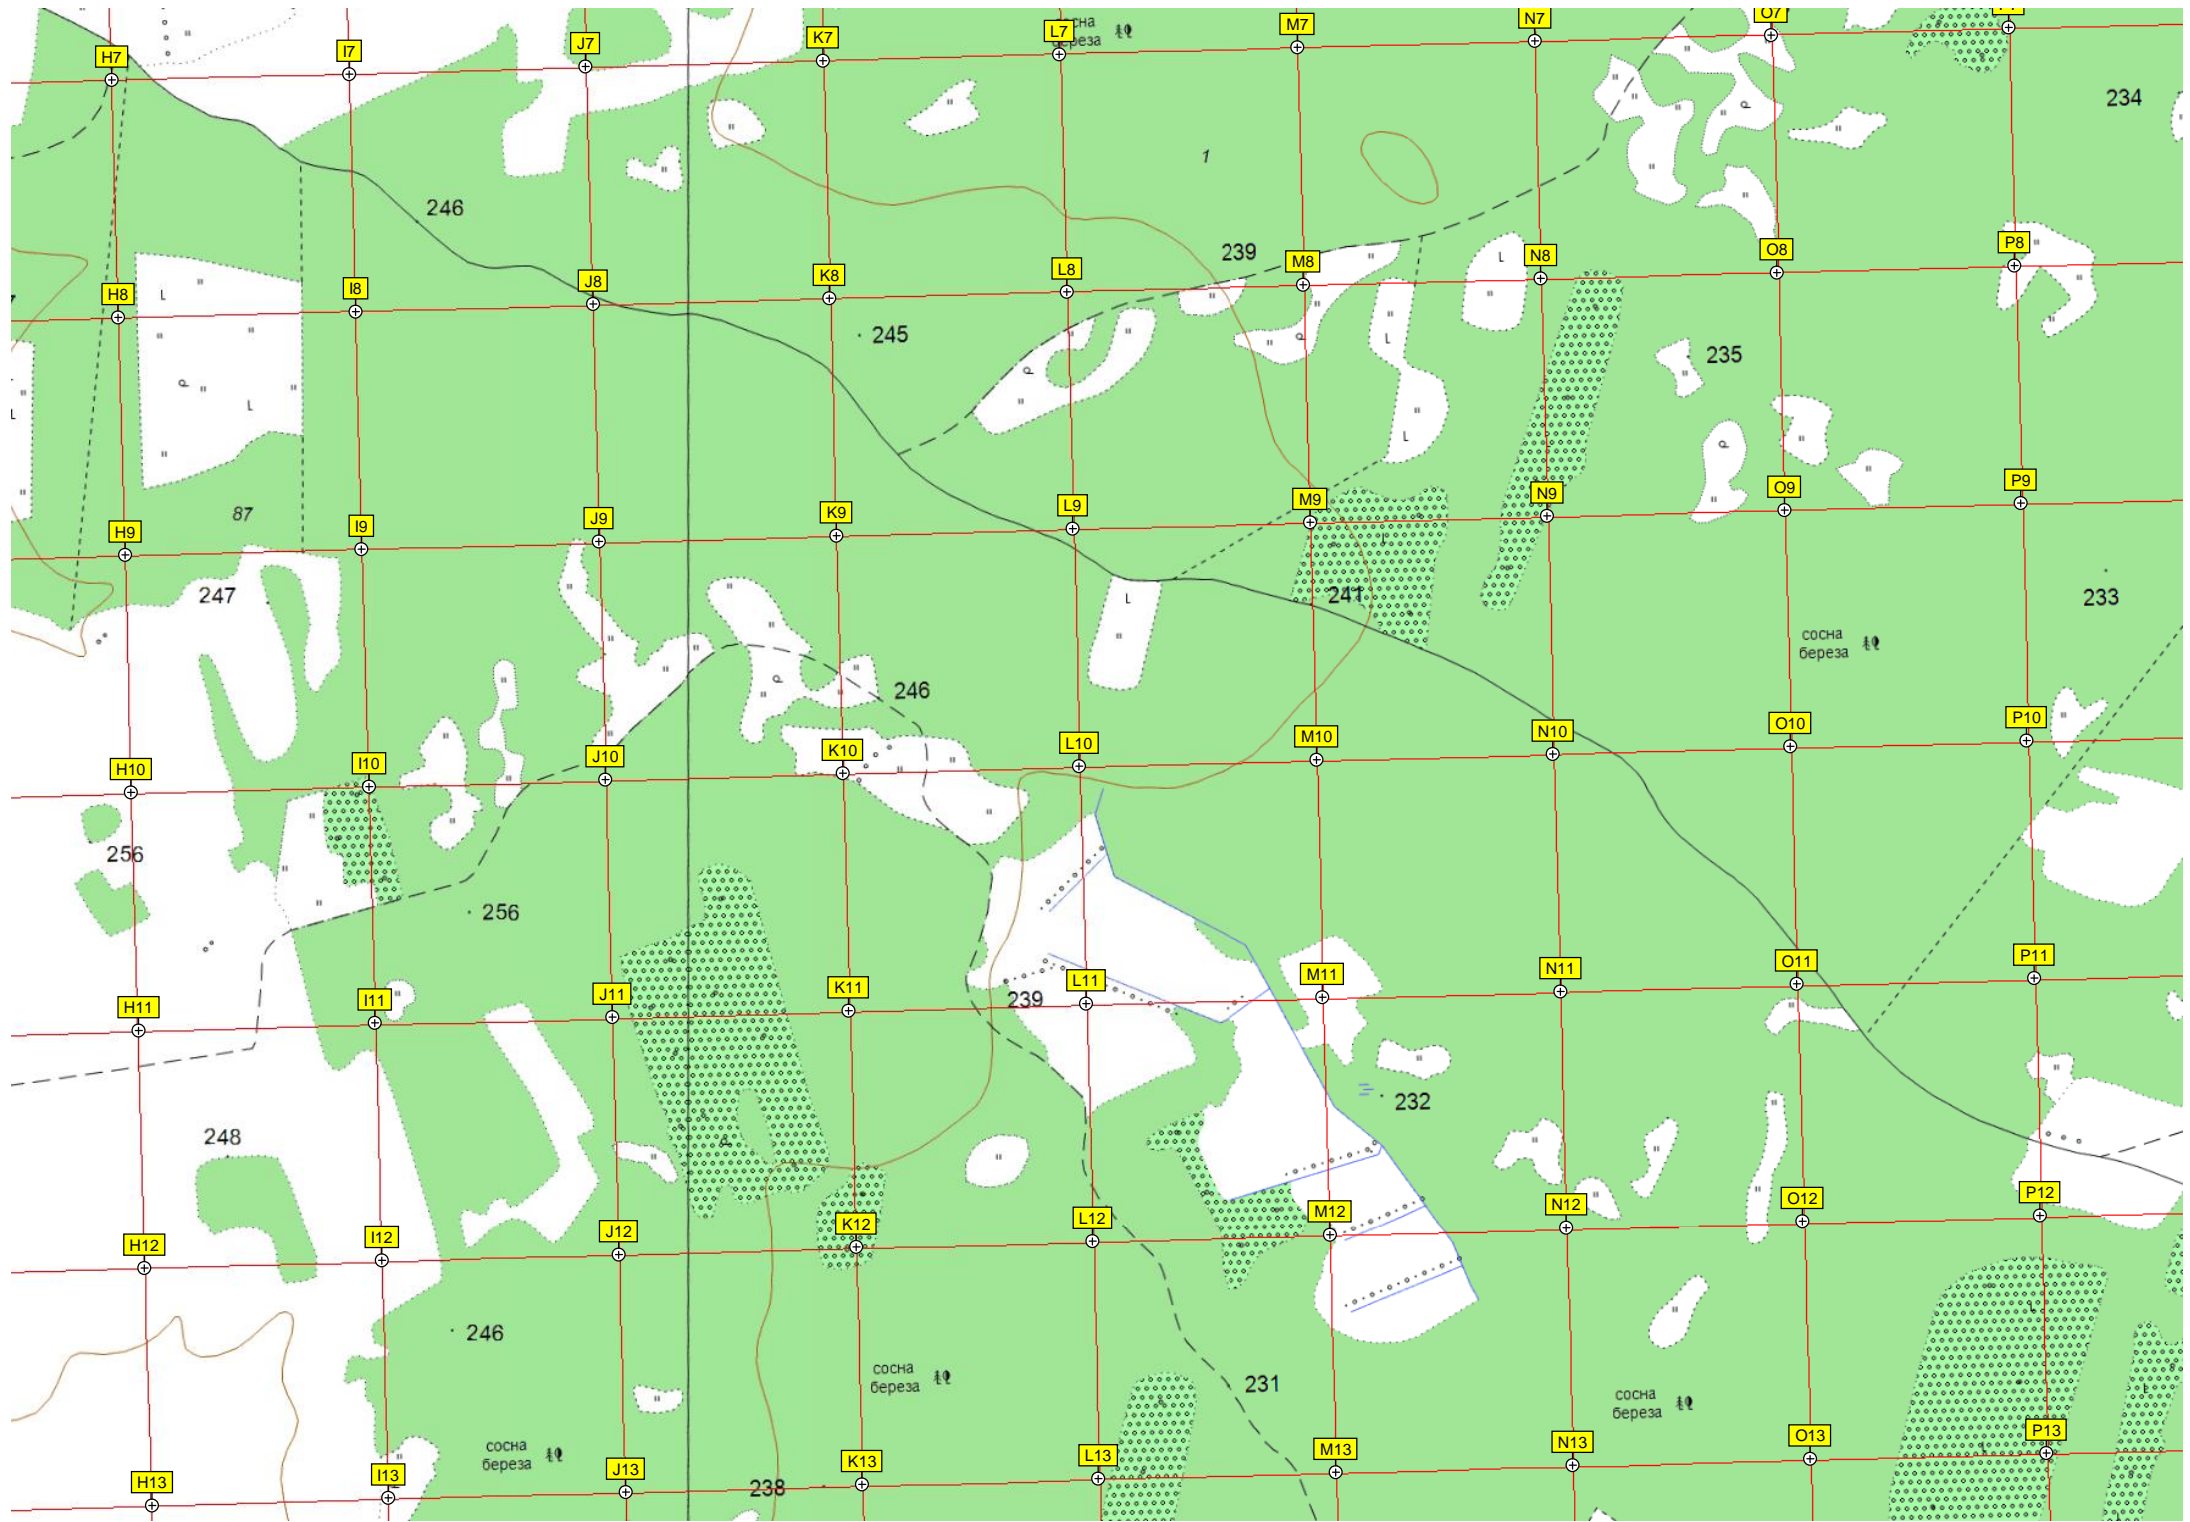 O7
N7
M7
сосна
L7
береза
K7
J7
I7
H7
234
1
246
239
P8
O8
N8
M8
L8
K8
J8
I8
H8
L
L
245
L
235
L
L
L
P9
O9
N9
M9
L9
K9
J9
I9
H9
87
L
241
247
L
233
сосна
береза
246
P10
O10
N10
M10
L10
K10
J10
I10
H10
256
256
P11
O11
N11
M11
L11
K11
J11
I11
H11
239
232
248
P12
O12
N12
M12
L12
K12
J12
I12
H12
L
246
сосна
береза
231
L
сосна
береза
сосна
береза
P13
O13
N13
M13
L13
K13
J13
I13
H13
L
238